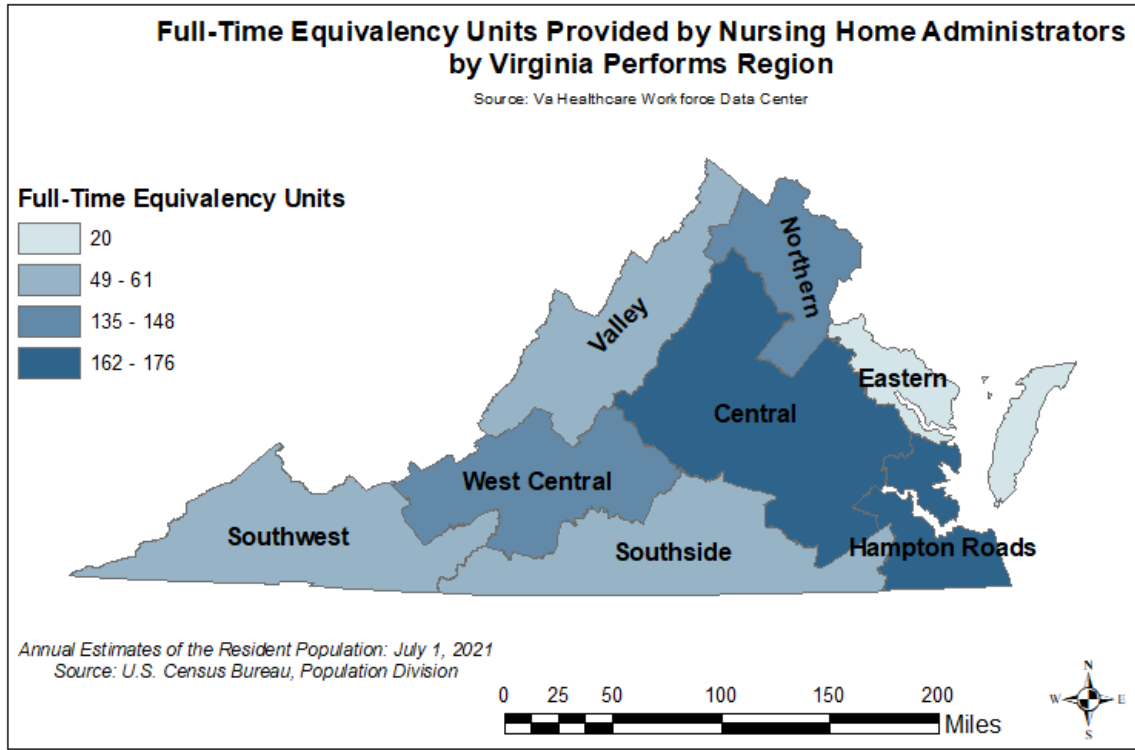 Full-Time Equivalency Units Provided by Nursing Home Administrators
by Virginia Performs Region
Source: Va Healthcare Workforce Data Center
Full-Time Equivalency Units
20
49 - 61
135 - 148
162 - 176
Northern
Valley
Eastern
Central
West Central
Southwest
Southside
Hampton Roads
Annual Estimates of the Resident Population: July 1, 2021
Source: U.S. Census Bureau, Population Division
0 25 50 100 150 200
Miles
N
W E
S